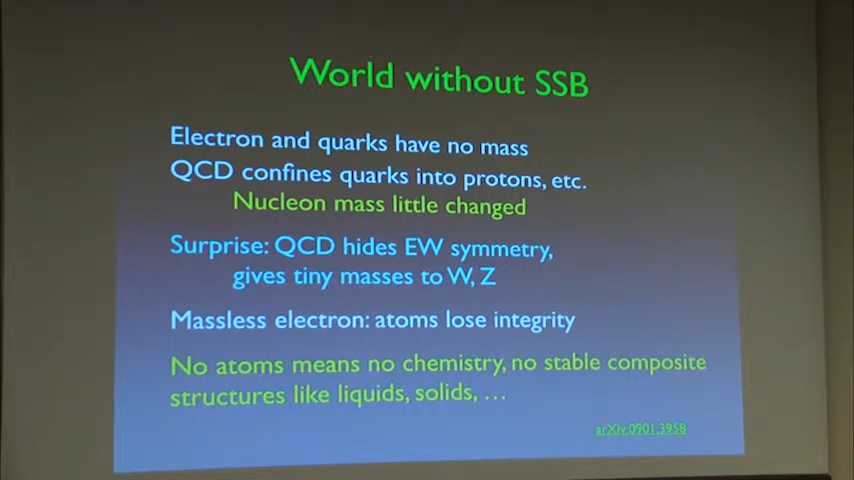 World without SSB
Electron and quarks have no mass
QCD confines quarks into protons, etc.
Nucleon mass little changed
Surprise: QCD hides EW symmetry,
gives tiny masses to W, Z
Massless electron: atoms lose integrity
No atoms means no chemistry, no stable composite
structures like liquids, solids, …
arXiv:0901.3958